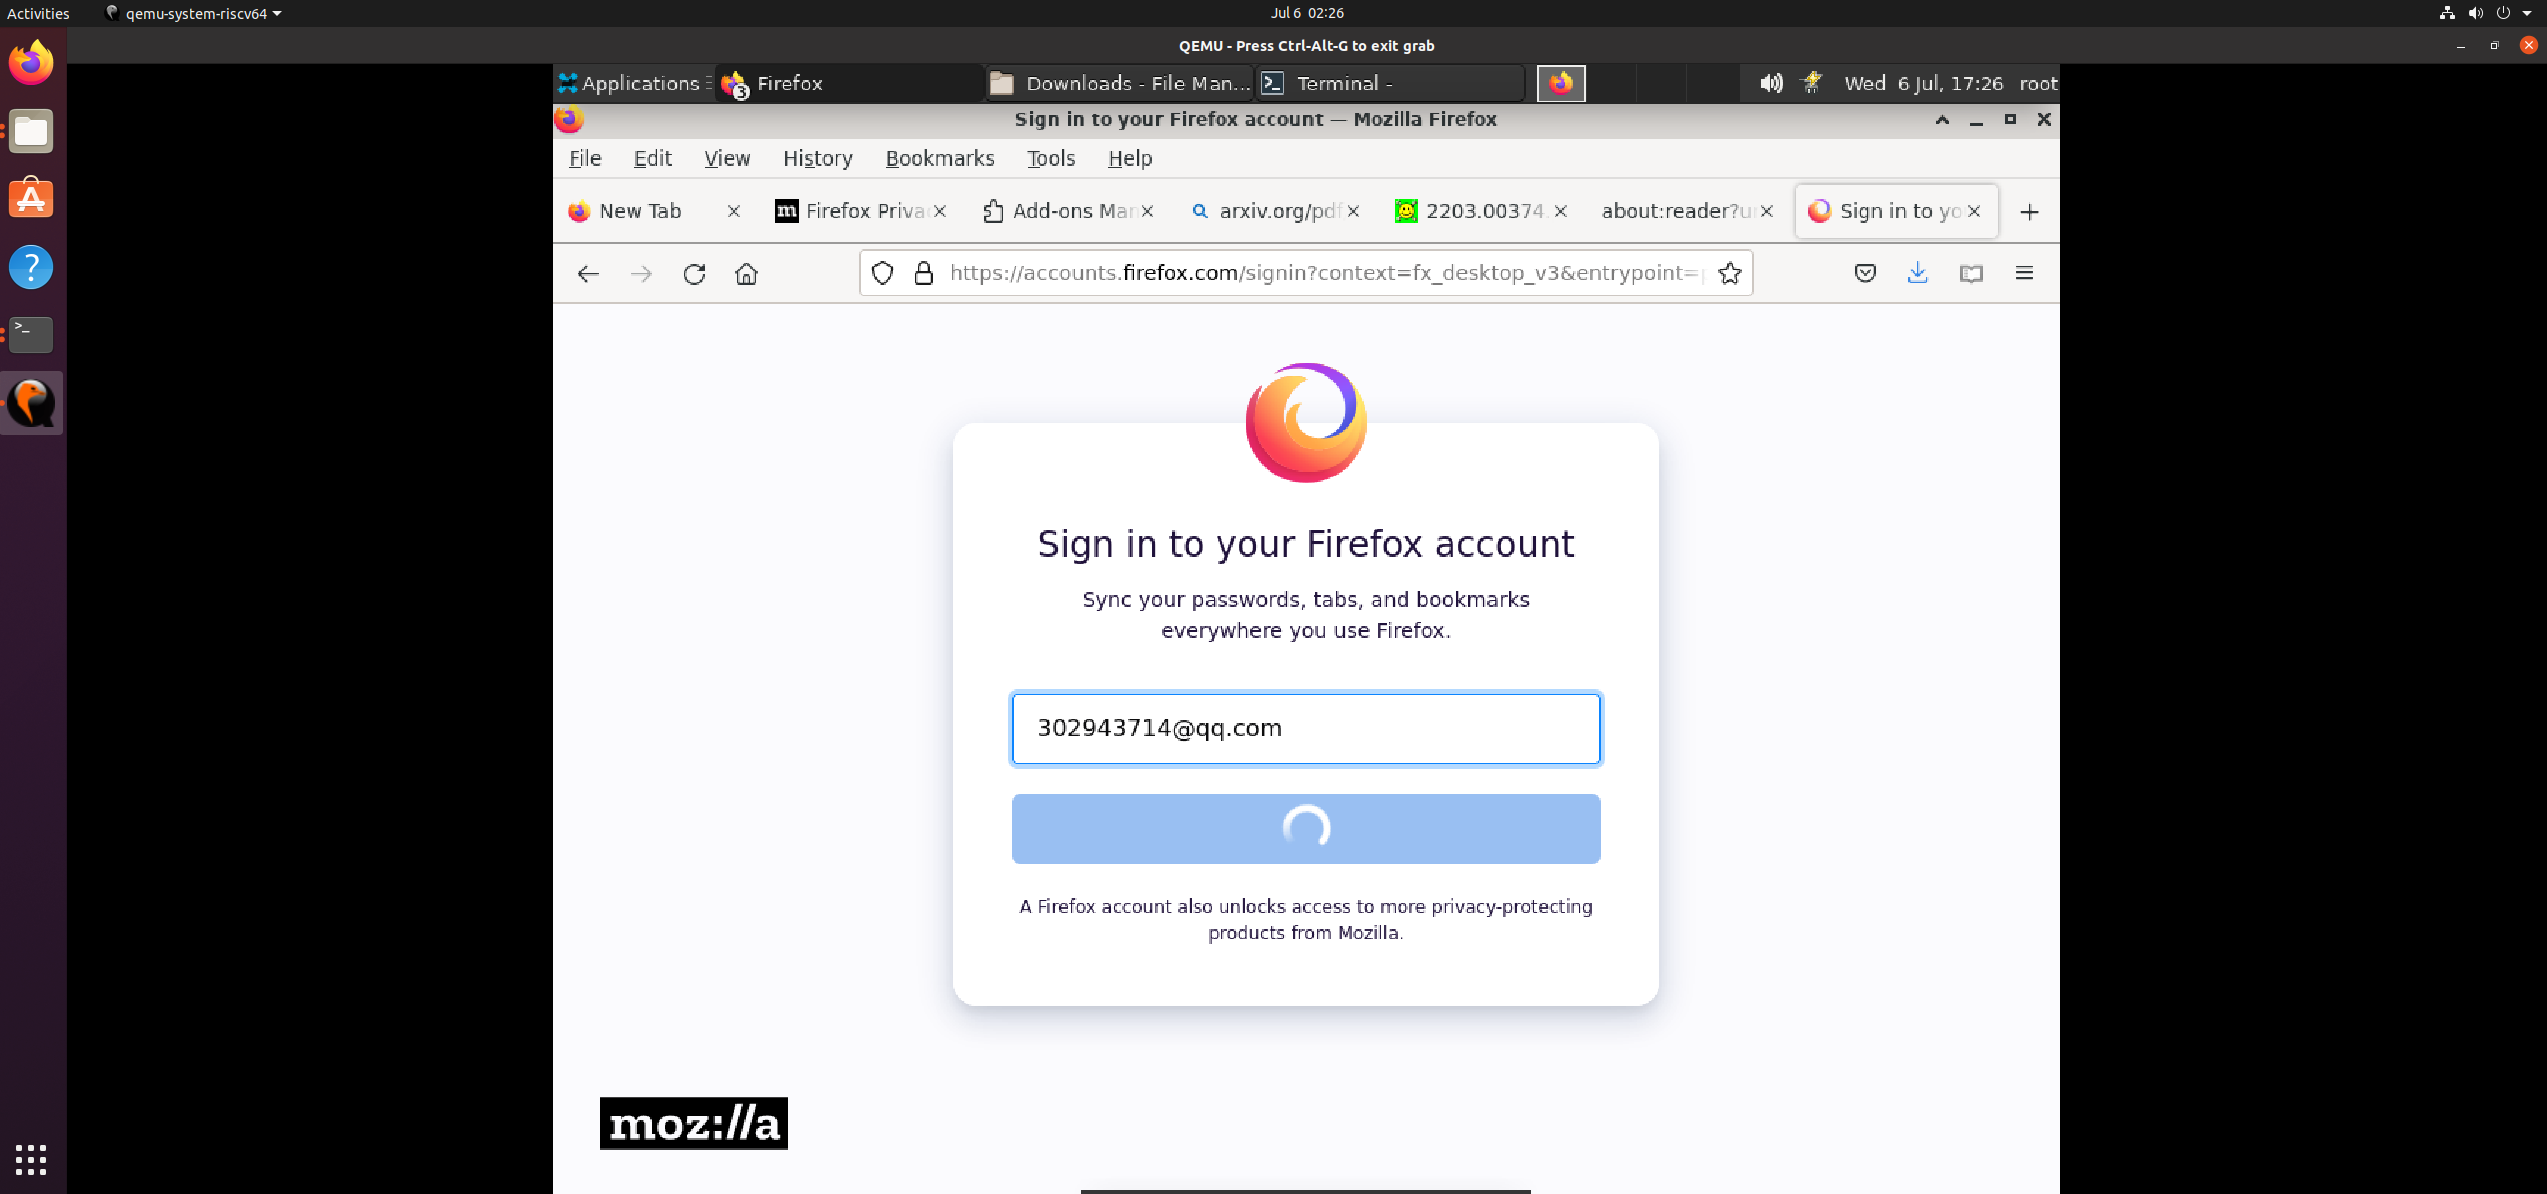 Activities
qemu-system-riscv64
Jul 6 02:26
QEMU - Press Ctrl-Alt-G to exit grab
Applications
3
Firefox
Downloads - File Man...
Terminal -
Wed 6 Jul, 17:26
root
Sign in to your Firefox account — Mozilla Firefox
File Edit View History Bookmarks Tools Help
New Tab
m Firefox Priva
Add-ons Man
arxiv.org/pdf
2203.00374
about:reader?u
Sign in to yo
https://accounts.firefox.com/signin?context=fx_desktop_v3&entrypoint=
Sign in to your Firefox account
Sync your passwords, tabs, and bookmarks
everywhere you use Firefox.
302943714@qq.com
A Firefox account also unlocks access to more privacy-protecting
products from Mozilla.
moz://a